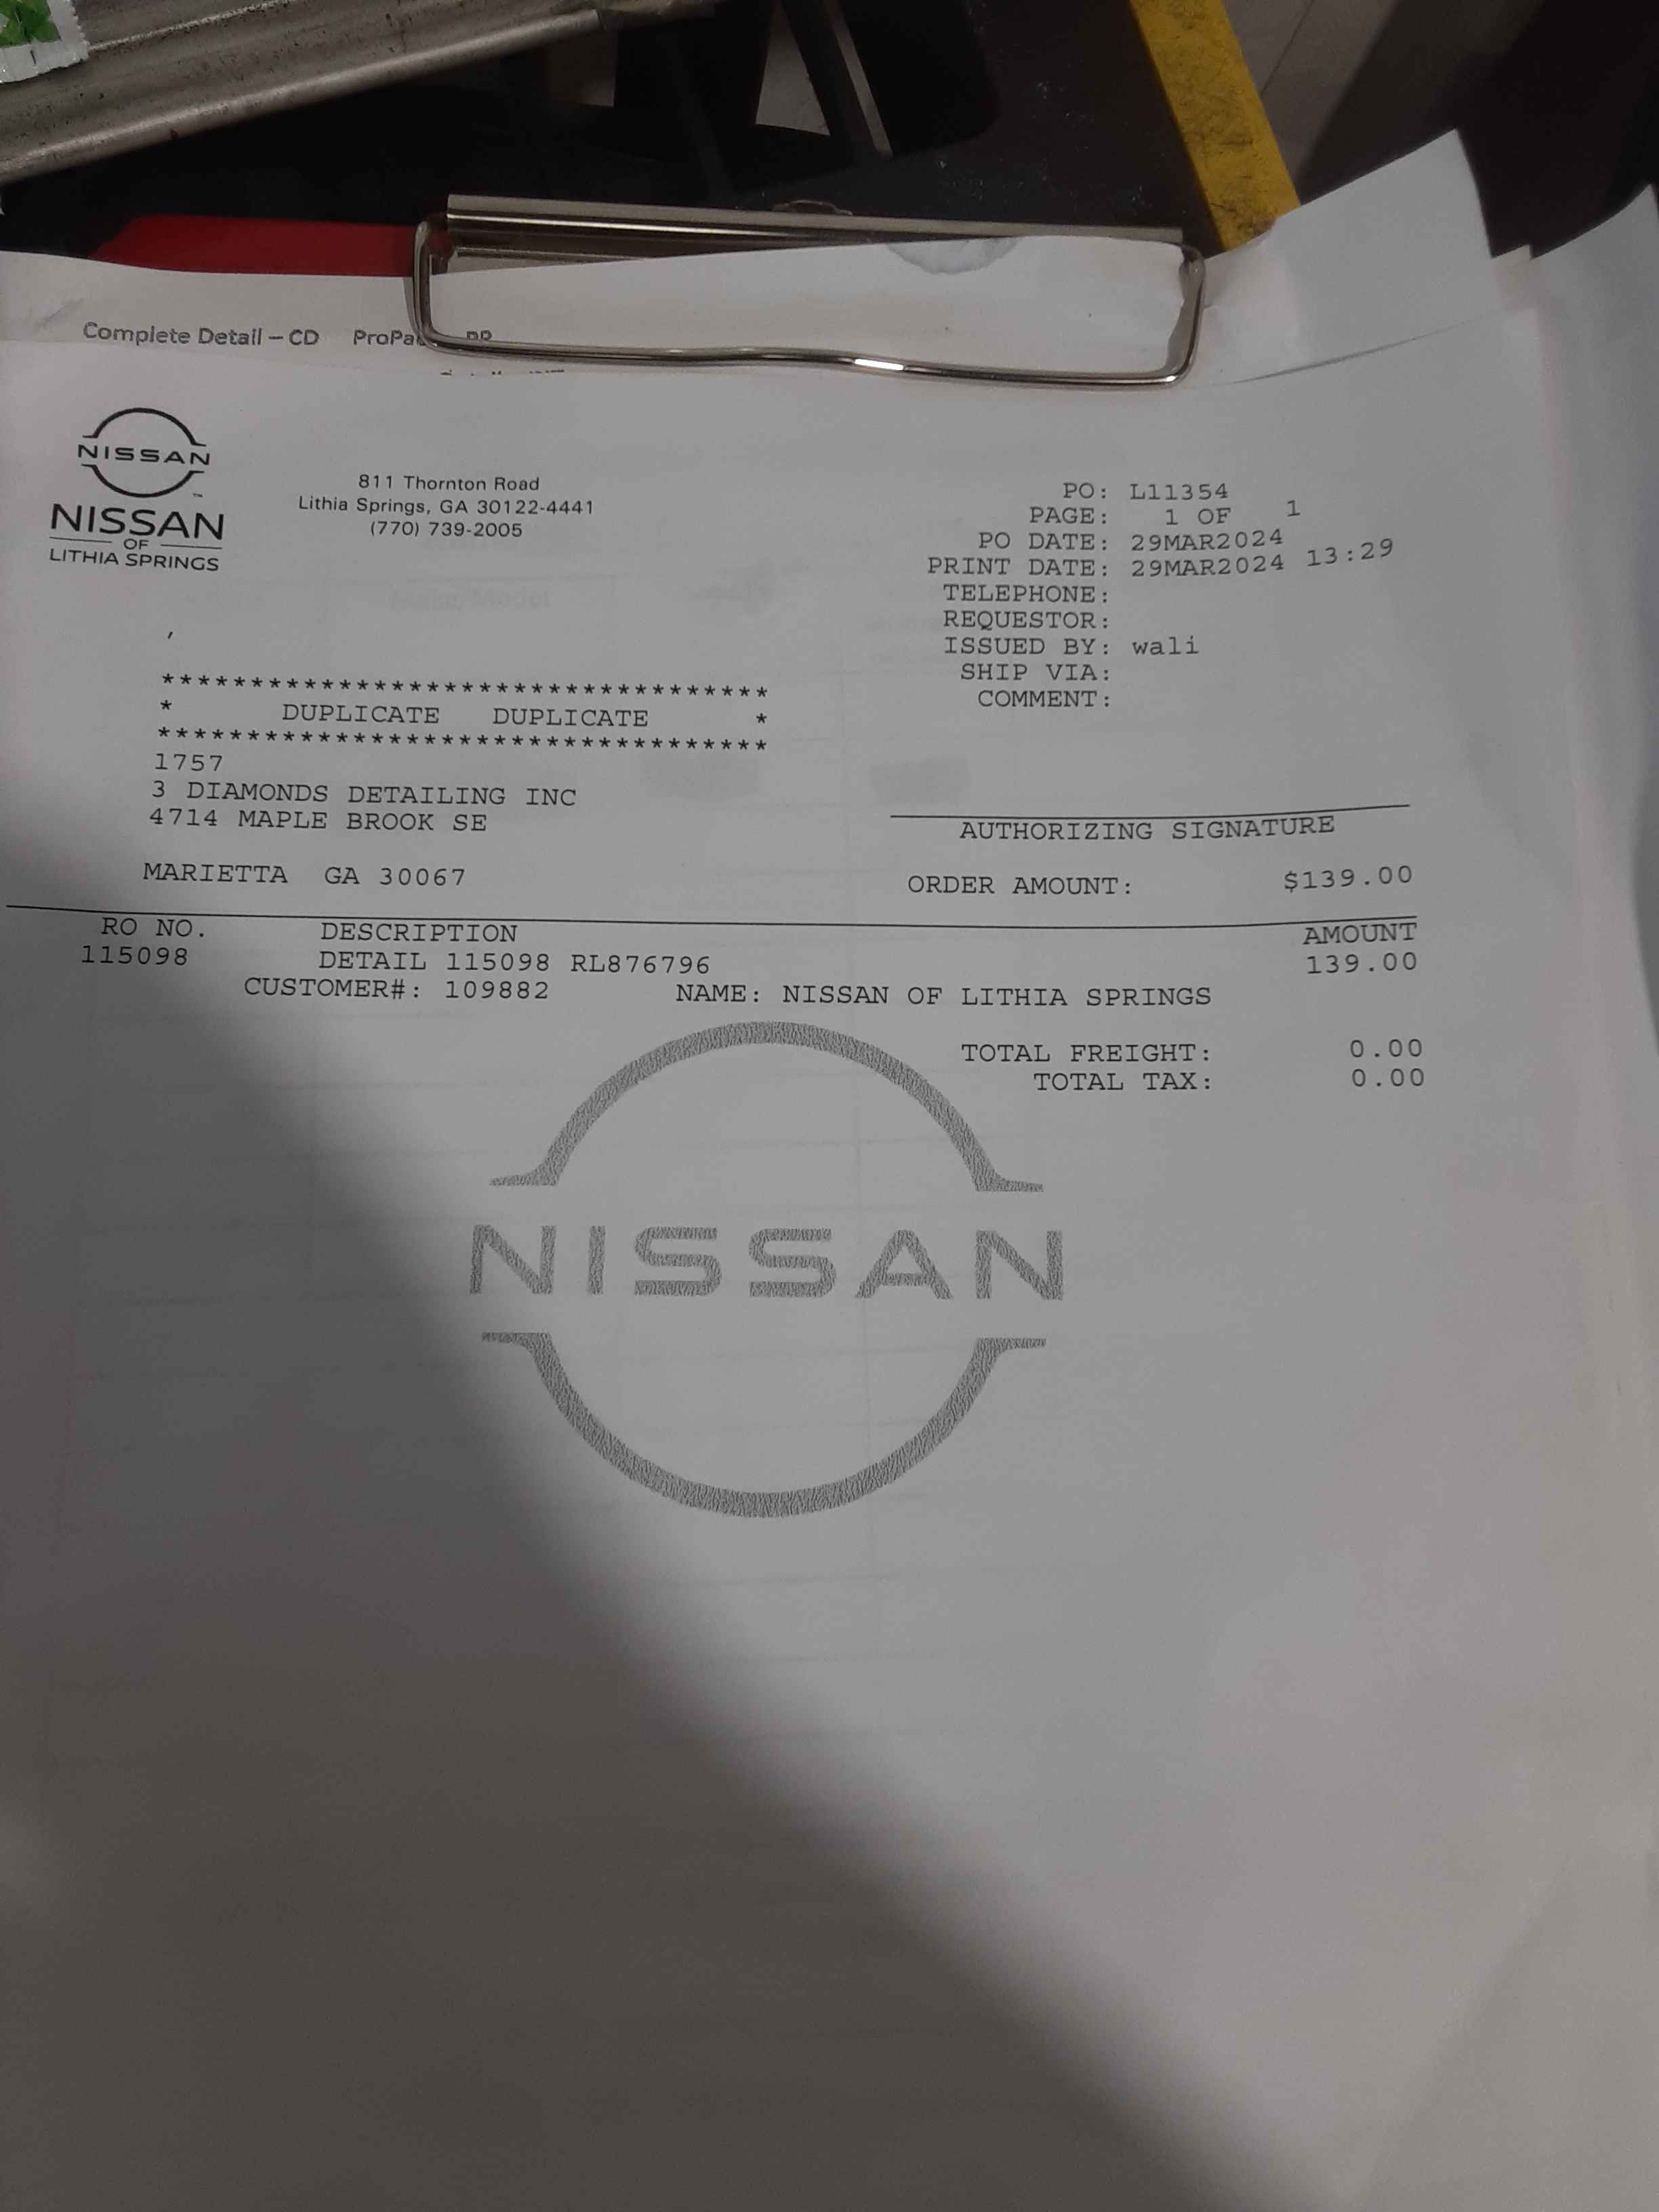 Complete Detail – CD ProPa
NISSAN
NISSAN
OF
LITHIA SPRINGS
811 Thornton Road
Lithia Springs, GA 30122-4441
(770) 739-2005
PO: L11354
PAGE: 1 OF 1
PO DATE: 29MAR2024
PRINT DATE: 29MAR2024 13:29
TELEPHONE:
REQUESTOR:
ISSUED BY: wali
SHIP VIA:
COMMENT:
,
***********************************
* DUPLICATE DUPLICATE *
***********************************
1757
3 DIAMONDS DETAILING INC
4714 MAPLE BROOK SE
MARIETTA GA 30067
AUTHORIZING SIGNATURE
ORDER AMOUNT: $139.00
RO NO. DESCRIPTION AMOUNT
115098 DETAIL 115098 RL876796 139.00
CUSTOMER#: 109882 NAME: NISSAN OF LITHIA SPRINGS
TOTAL FREIGHT: 0.00
TOTAL TAX: 0.00
NISSAN